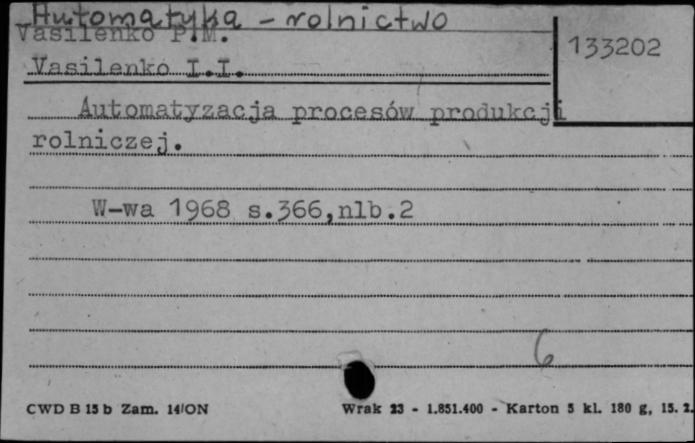 Automatyka - rolnictwo
Vasilenko P.M.
133202
Vasilenko I.I.
Automatyzacja procesów produkcji
rolniczej.
W-wa 1968 s.366,nlb.2
6
CWD B 15 b Zam. 14/ON
Wrak 23 - 1.851.400 - Karton 5 kl. 180 g, 15. 2.